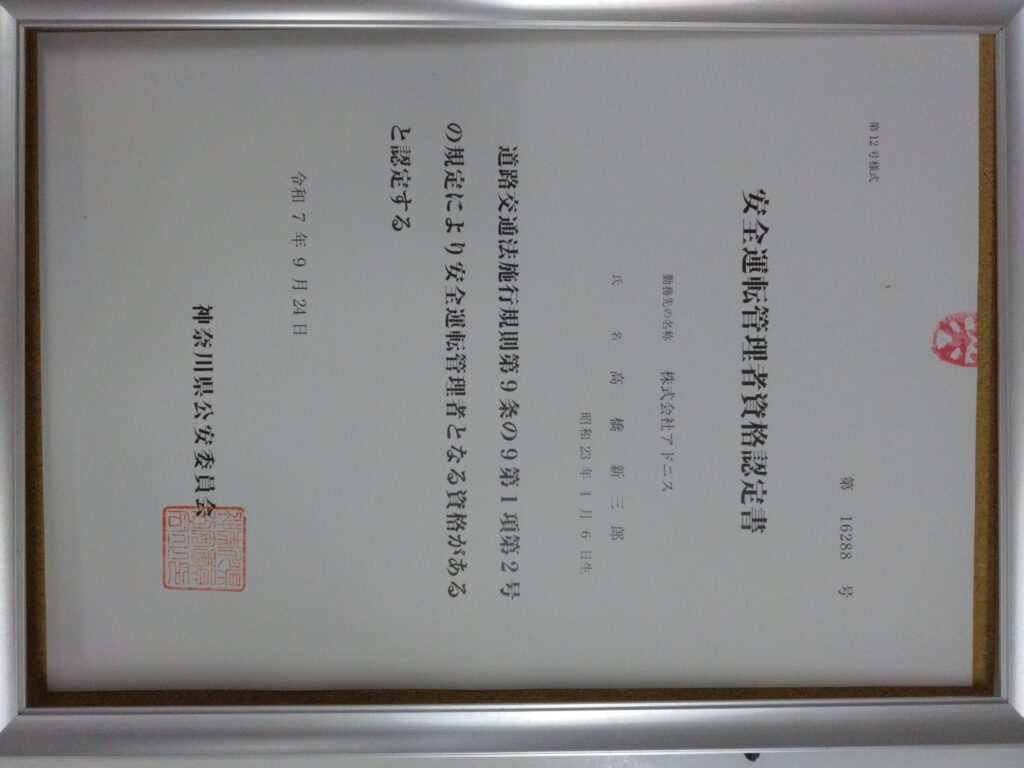 第12号様式
第 16288 号
安全運転管理者資格認定書
勤務先の名称 株式会社アドニス
氏名 高橋新三郎
昭和23年1月6日生
道路交通法施行規則第9条の9第1項第2号
の規定により安全運転管理者となる資格がある
と認定する
令和7年9月24日
神奈川県公安委員会